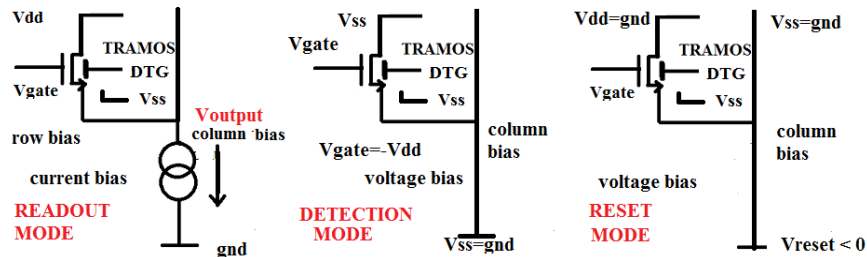 Vdd
TRAMOS
DTG
Vgate
Vss
Voutput
row bias
column bias
current bias
READOUT
MODE
gnd
Vss
Vgate
TRAMOS
DTG
Vss
column
bias
Vgate=-Vdd
voltage bias
DETECTION
MODE
Vss=gnd
Vdd=gnd
Vss=gnd
TRAMOS
DTG
Vgate
Vss
column
bias
voltage bias
RESET
MODE
Vreset < 0